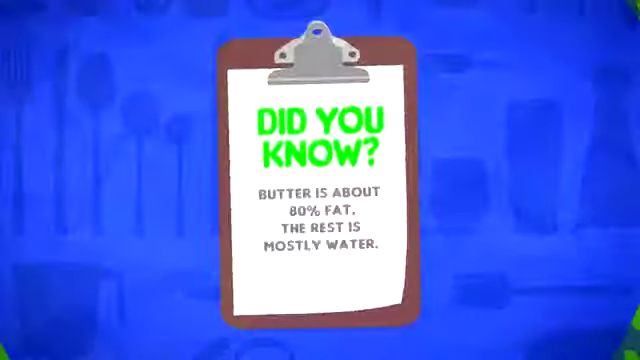 DID YOU
KNOW?
BUTTER IS ABOUT
80% FAT,
THE REST IS
MOSTLY WATER.